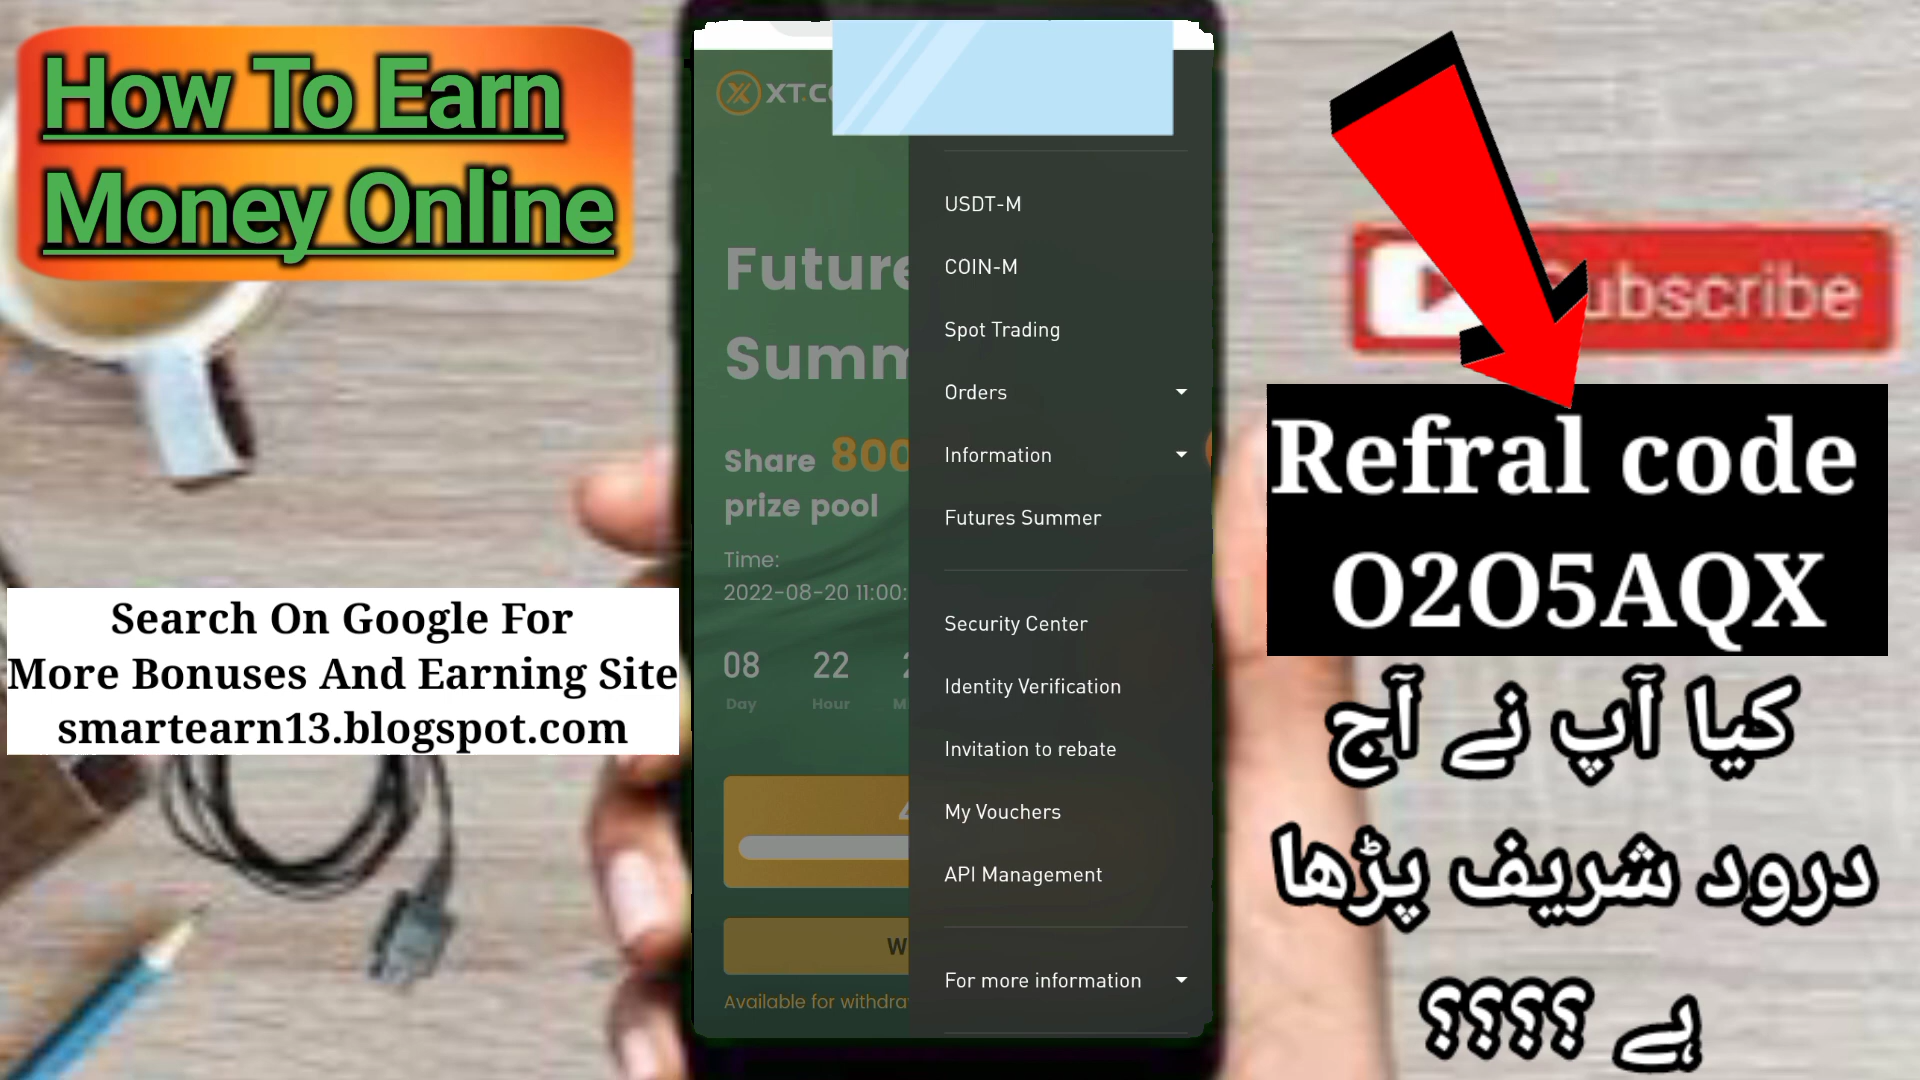 How To Earn
Money Online
Search On Google For
More Bonuses And Earning Site
smartearn13.blogspot.com
XT.C
Future
Summ
Share 800
prize pool
Time:
2022-08-20 11:00:
08 22
Day Hour M
4
W
Available for withdra
USDT-M
COIN-M
Spot Trading
Orders
Information
Futures Summer
Security Center
Identity Verification
Invitation to rebate
My Vouchers
API Management
For more information
ubscribe
Refral code
O2O5AQX
کیا آپ نے آج
درود شریف پڑھا
ہے ؟؟؟؟